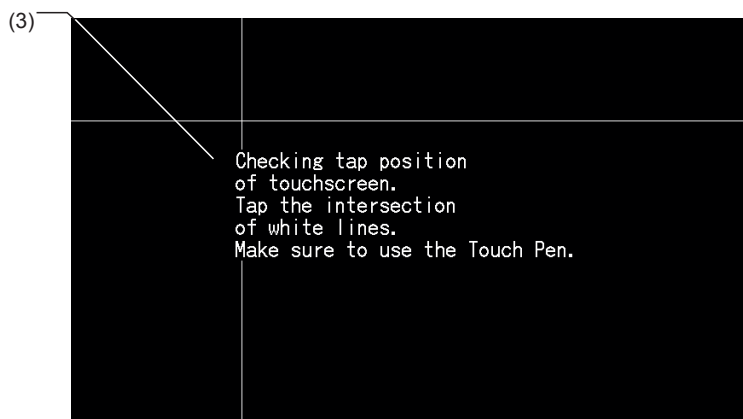 (3)
Checking tap position
of touchscreen.
Tap the intersection
of white lines.
Make sure to use the Touch Pen.